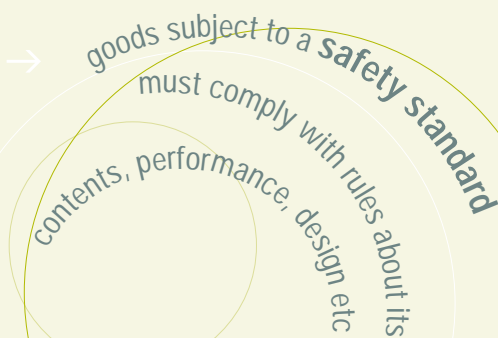 goods subject to a safety standard
must comply with rules about its
contents, performance, design etc